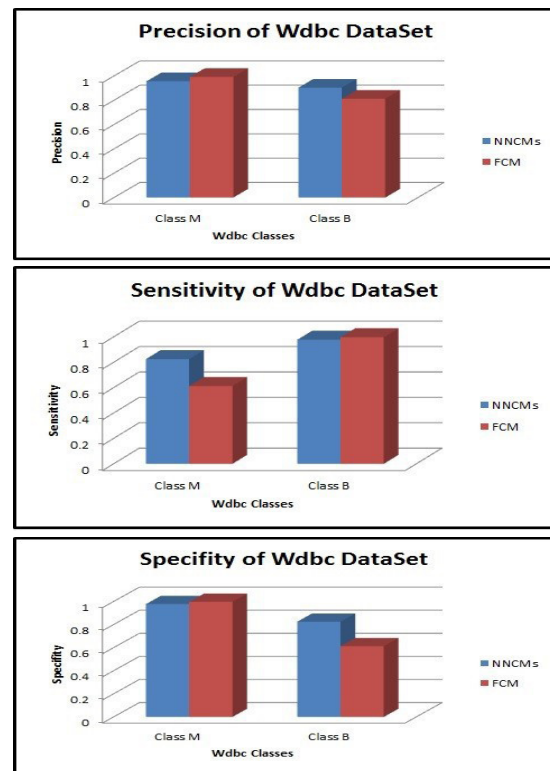 Precision of Wdbc DataSet
1
0.8
0.6
0.4
0.2
0
Precision
Class M
Class B
Wdbc Classes
NNCMs
FCM
Sensitivity of Wdbc DataSet
1
0.8
0.6
0.4
0.2
0
Sensitivity
Class M
Class B
Wdbc Classes
NNCMs
FCM
Specifity of Wdbc DataSet
1
0.8
0.6
0.4
0.2
0
Specifity
Class M
Class B
Wdbc Classes
NNCMs
FCM